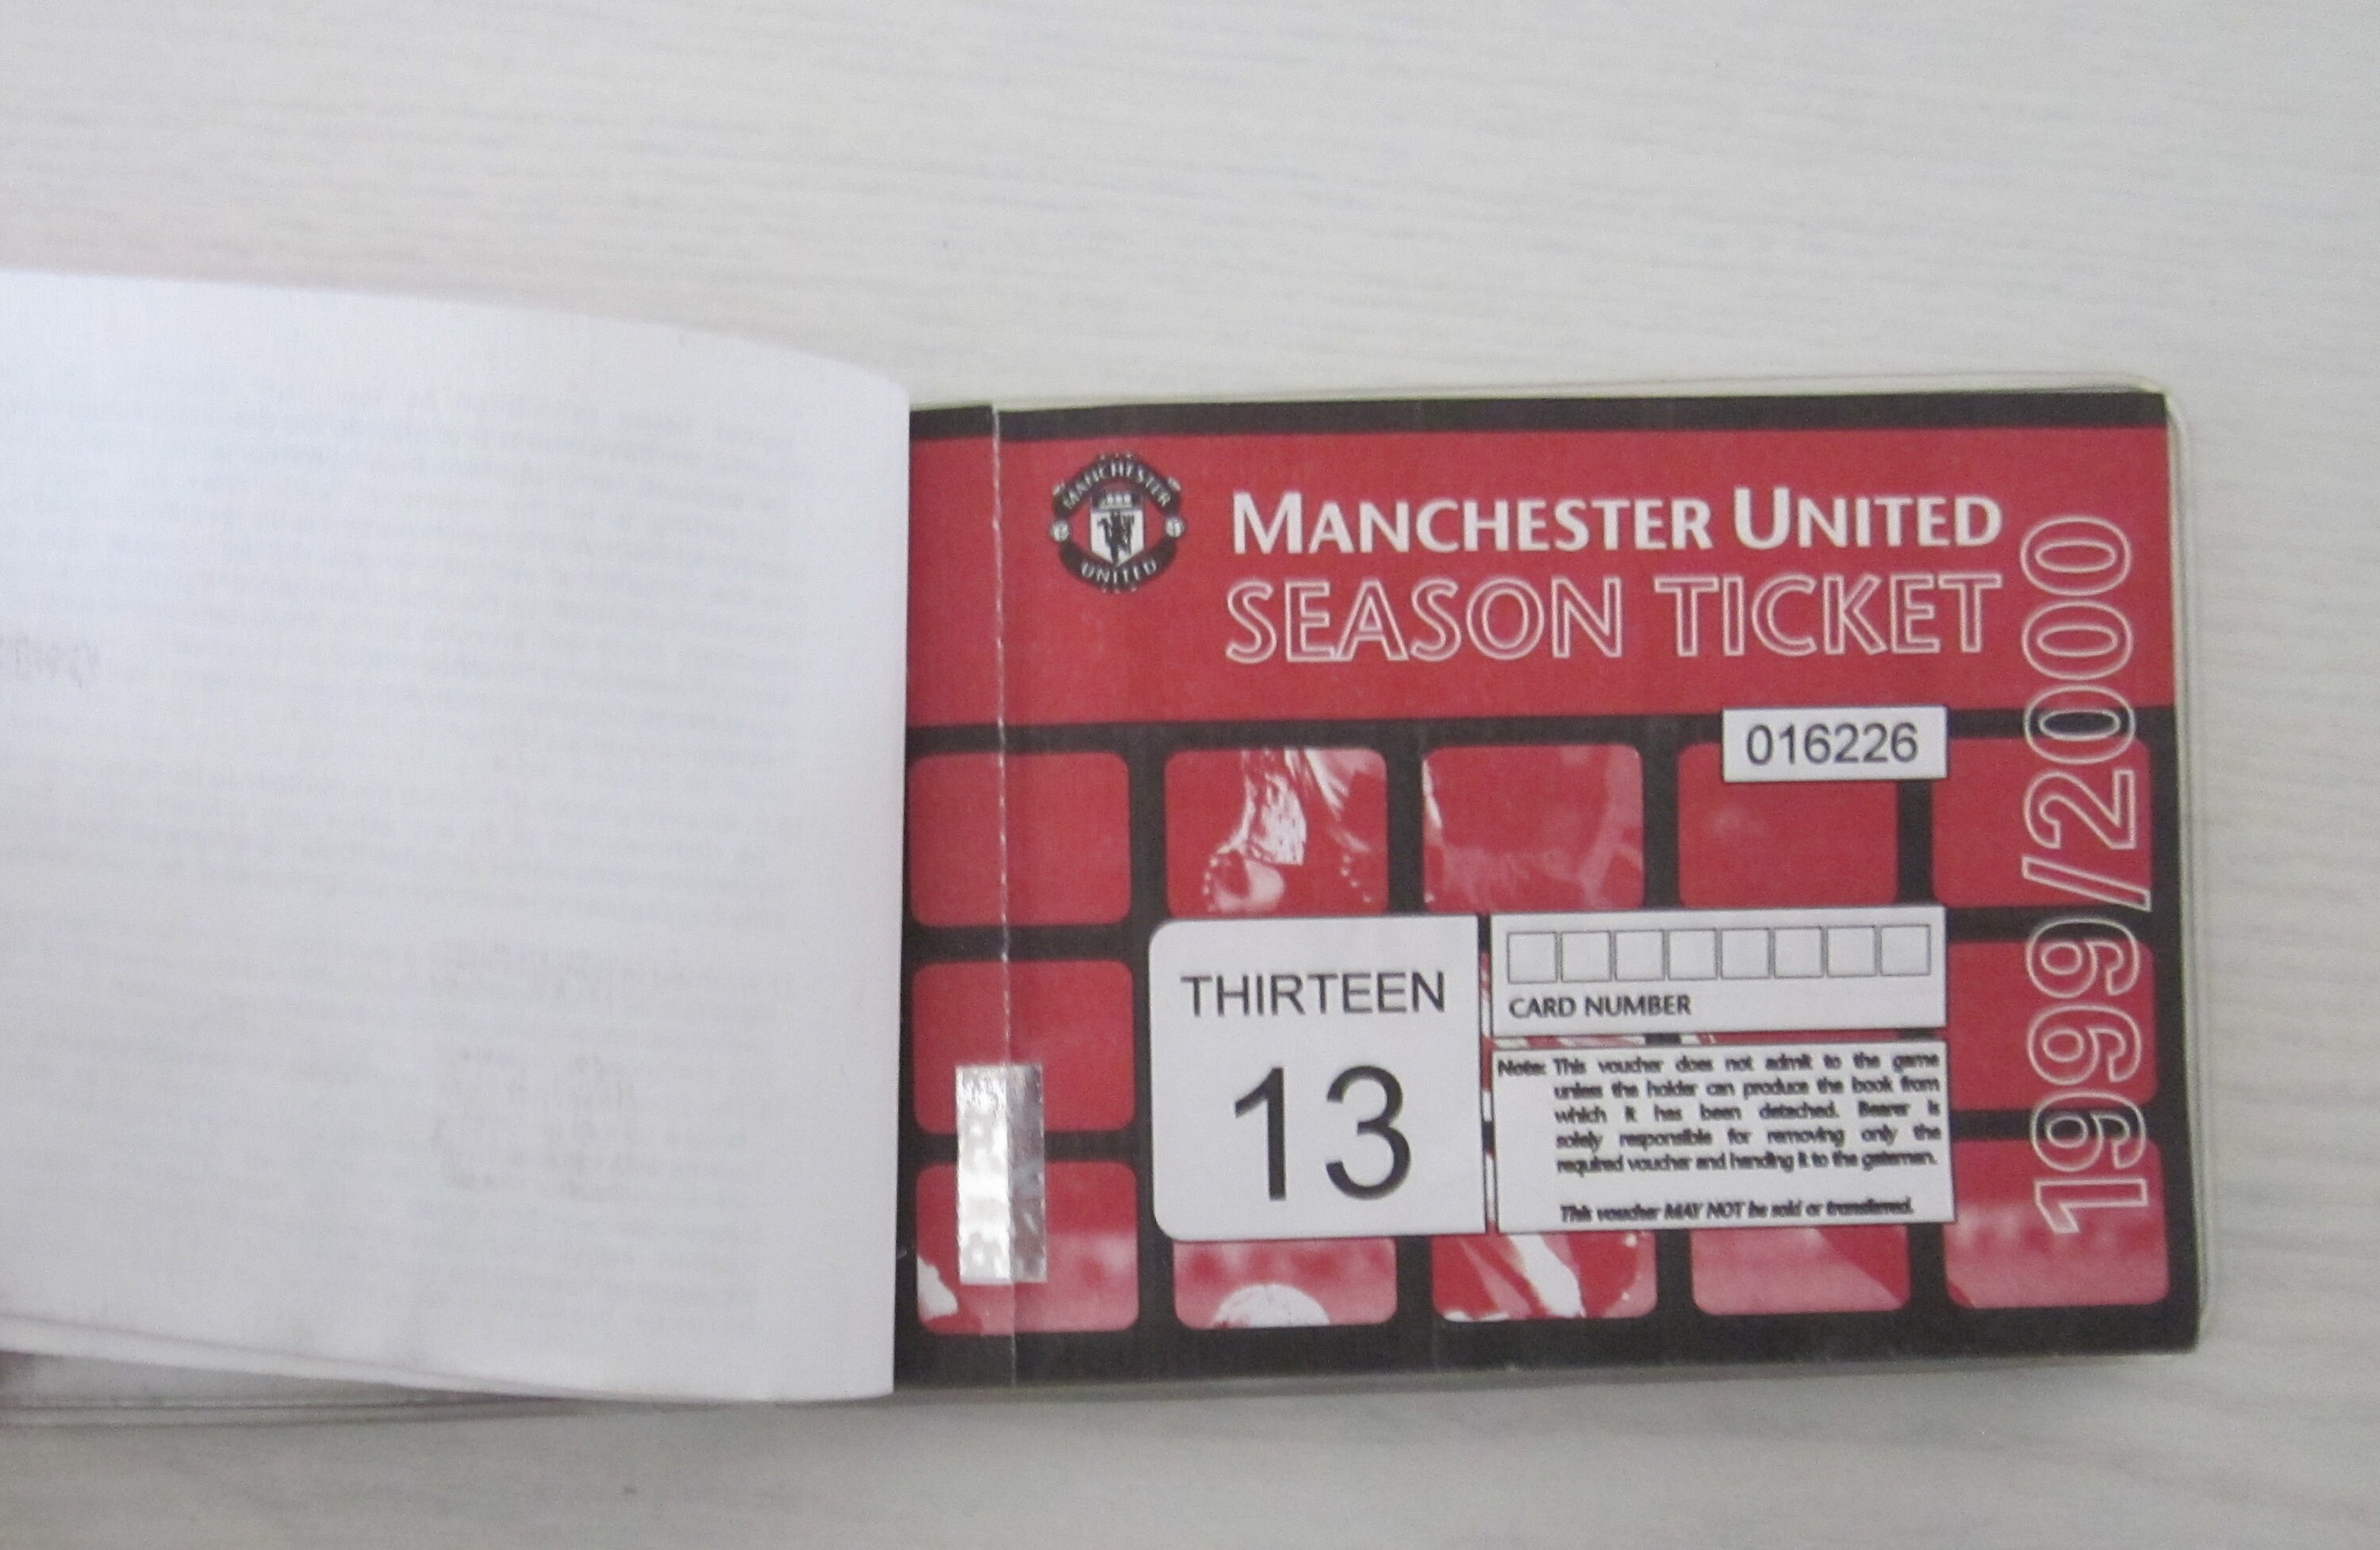 MANCHESTER
UNITED
MANCHESTER UNITED
SEASON TICKET
1999/2000
016226
THIRTEEN
13
CARD NUMBER
Note: This voucher does not admit to the game
unless the holder can produce the book from
which it has been detached. Bearer is
solely responsible for removing only the
required voucher and handing it to the gateman.
This voucher MAY NOT be sold or transferred.